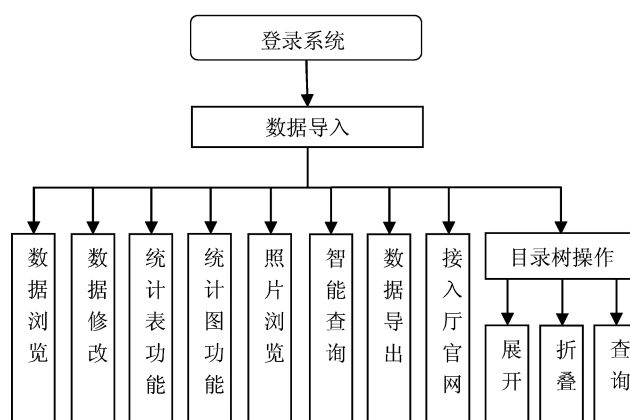 登录系统
数据导入
数据浏览
数据修改
统计表功能
统计图功能
照片浏览
智能查询
数据导出
接入厅官网
目录树操作
展开
折叠
查询